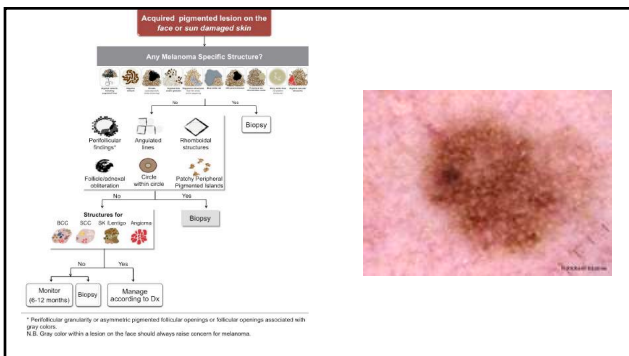 Acquired pigmented lesion on the
face or sun damaged skin
Any Melanoma Specific Structure?
No
Yes
Biopsy
Perifollicular
findings*
Angulated
lines
Rhomboidal
structures
Follicle/adnexal
obliteration
Circle
within circle
Patchy Peripheral
Pigmented Islands
No
Yes
Biopsy
Structures for
BCC
SCC
SK /Lentigo
Angioma
No
Yes
Monitor
(6-12 months)
Biopsy
Manage
according to Dx
* Perifollicular granularity or asymmetric pigmented follicular openings or follicular openings associated with
gray colors.
N.B. Gray color within a lesion on the face should always raise concern for melanoma.